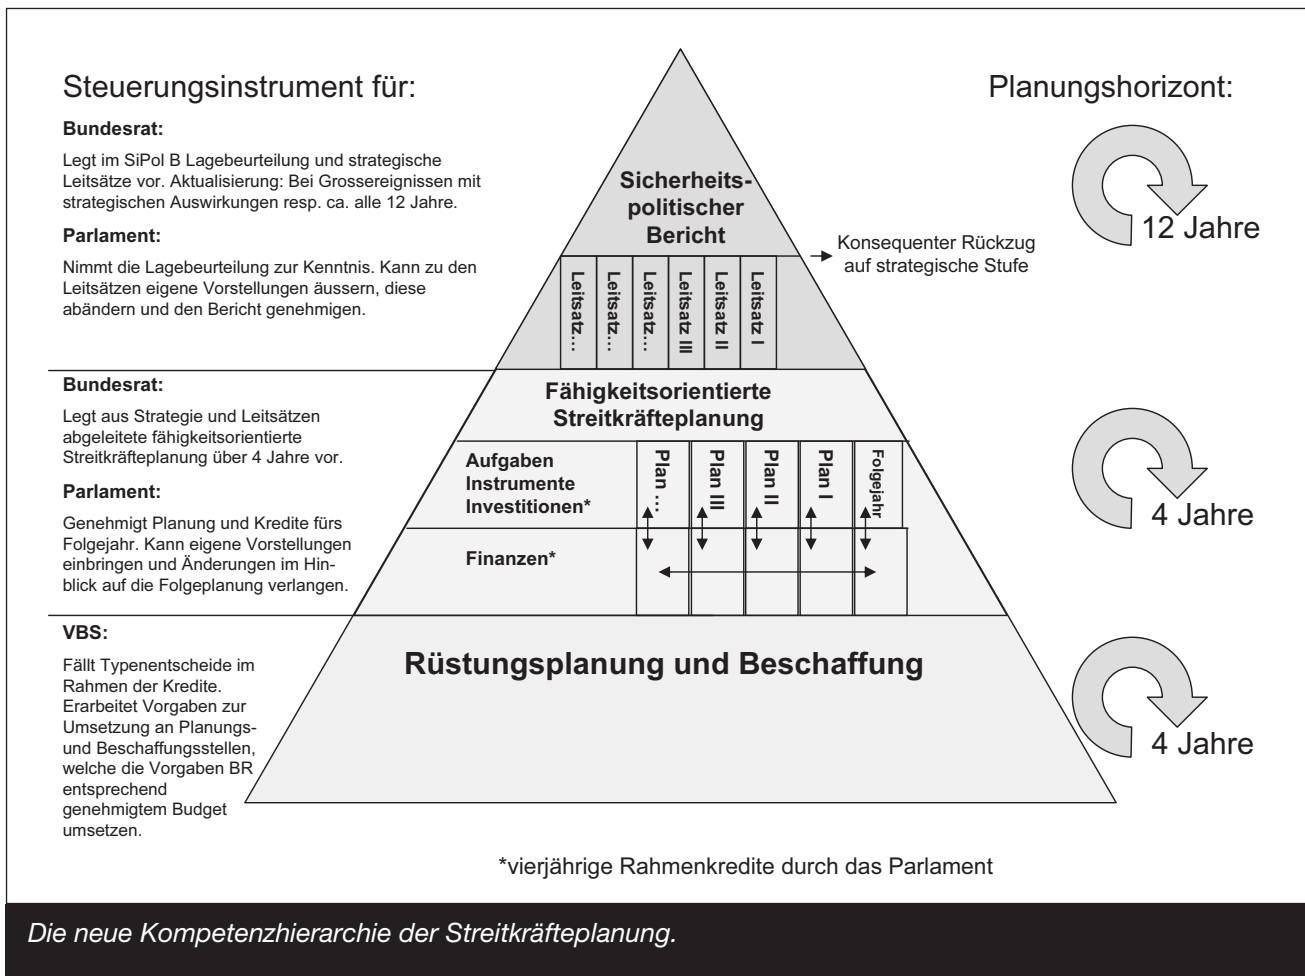 Steuerungsinstrument für:
Bundesrat:
Legt im SiPol B Lagebeurteilung und strategische
Leitsätze vor. Aktualisierung: Bei Grossereignissen mit
strategischen Auswirkungen resp. ca. alle 12 Jahre.
Parlament:
Nimmt die Lagebeurteilung zur Kenntnis. Kann zu den
Leitsätzen eigene Vorstellungen äussern, diese
abändern und den Bericht genehmigen.
Bundesrat:
Legt aus Strategie und Leitsätzen
abgeleitete fähigkeitsorientierte
Streitkräfteplanung über 4 Jahre vor.
Parlament:
Genehmigt Planung und Kredite fürs
Folgejahr. Kann eigene Vorstellungen
einbringen und Änderungen im Hin-
blick auf die Folgeplanung verlangen.
VBS:
Fällt Typenentscheide im
Rahmen der Kredite.
Erarbeitet Vorgaben zur
Umsetzung an Planungs-
und Beschaffungsstellen,
welche die Vorgaben BR
entsprechend
genehmigtem Budget
umsetzen.
Sicherheits-
politischer
Bericht
Leitsatz…
Leitsatz…
Leitsatz…
Leitsatz III
Leitsatz II
Leitsatz I
Konsequenter Rückzug
auf strategische Stufe
Fähigkeitsorientierte
Streitkräfteplanung
Aufgaben
Instrumente
Investitionen*
Plan …
Plan III
Plan II
Plan I
Folgejahr
Finanzen*
Rüstungsplanung und Beschaffung
Planungshorizont:
12 Jahre
4 Jahre
4 Jahre
*vierjährige Rahmenkredite durch das Parlament
Die neue Kompetenzhierarchie der Streitkräfteplanung.